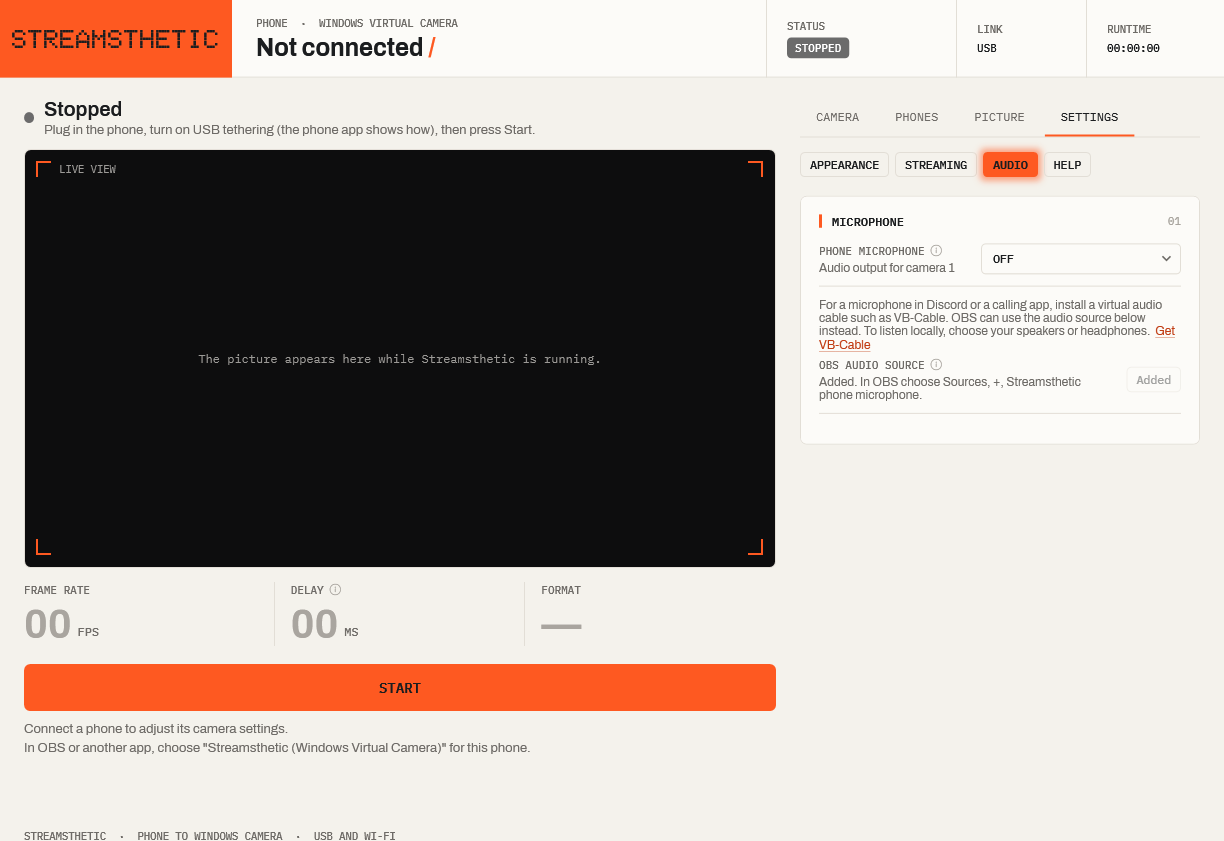 STREAMSTHETIC
PHONE · WINDOWS VIRTUAL CAMERA
Not connected /
STATUS
STOPPED
LINK
USB
RUNTIME
00:00:00
Stopped
Plug in the phone, turn on USB tethering (the phone app shows how), then press Start.
LIVE VIEW
The picture appears here while Streamsthetic is running.
FRAME RATE
00 FPS
DELAY
00 MS
FORMAT
—
START
Connect a phone to adjust its camera settings.
In OBS or another app, choose "Streamsthetic (Windows Virtual Camera)" for this phone.
CAMERA PHONES PICTURE SETTINGS
APPEARANCE STREAMING AUDIO HELP
MICROPHONE 01
PHONE MICROPHONE
Audio output for camera 1
OFF
For a microphone in Discord or a calling app, install a virtual audio
cable such as VB-Cable. OBS can use the audio source below
instead. To listen locally, choose your speakers or headphones. Get
VB-Cable
OBS AUDIO SOURCE
Added. In OBS choose Sources, +, Streamsthetic
phone microphone.
Added
STREAMSTHETIC · PHONE TO WINDOWS CAMERA · USB AND WI-FI